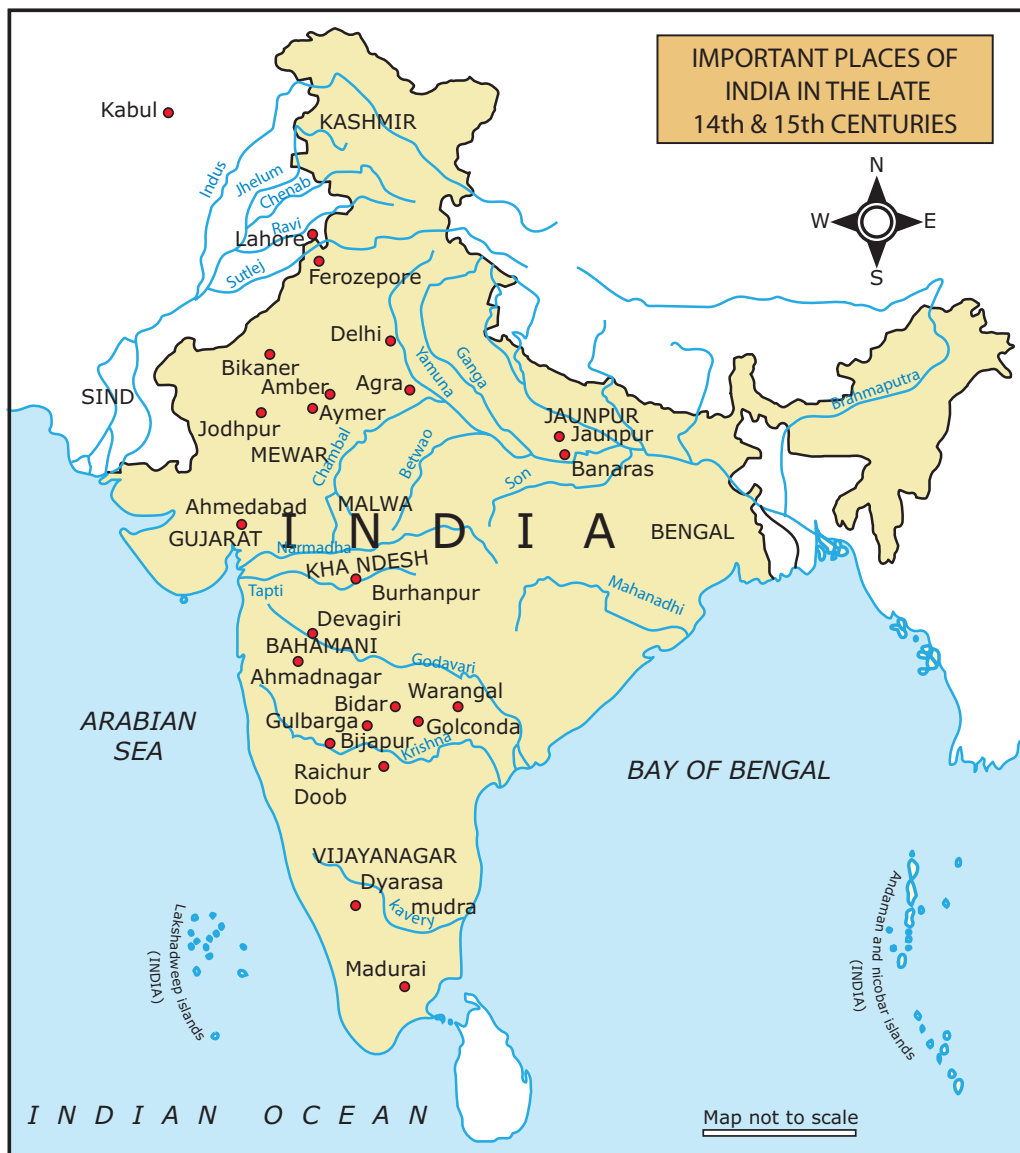 IMPORTANT PLACES OF
INDIA IN THE LATE
14th & 15th CENTURIES
Kabul
KASHMIR
Indus
Jhelum
Chenab
Ravi
Lahore
Sutlej
Ferozepore
N
W
E
S
Delhi
Bikaner
Amber
Agra
Yamuna
Ganga
SIND
Aymer
Jodhpur
MEWAR
Chambal
Betwao
JAUNPUR
Jaunpur
Banaras
Brahmaputra
Son
Ahmedabad
MALWA
GUJARAT
INDIA
BENGAL
Narmadha
KHA NDESH
Tapti
Burhanpur
Mahanadhi
Devagiri
BAHAMANI
Godavari
Ahmadnagar
Bidar
Warangal
Gulbarga
Golconda
Bijapur
Krishna
Raichur
Doob
ARABIAN
SEA
BAY OF BENGAL
VIJAYANAGAR
Dyarasa
mudra
kavery
Madurai
Lakshadweep islands
(INDIA)
Andaman and nicobar islands
(INDIA)
INDIAN OCEAN
Map not to scale